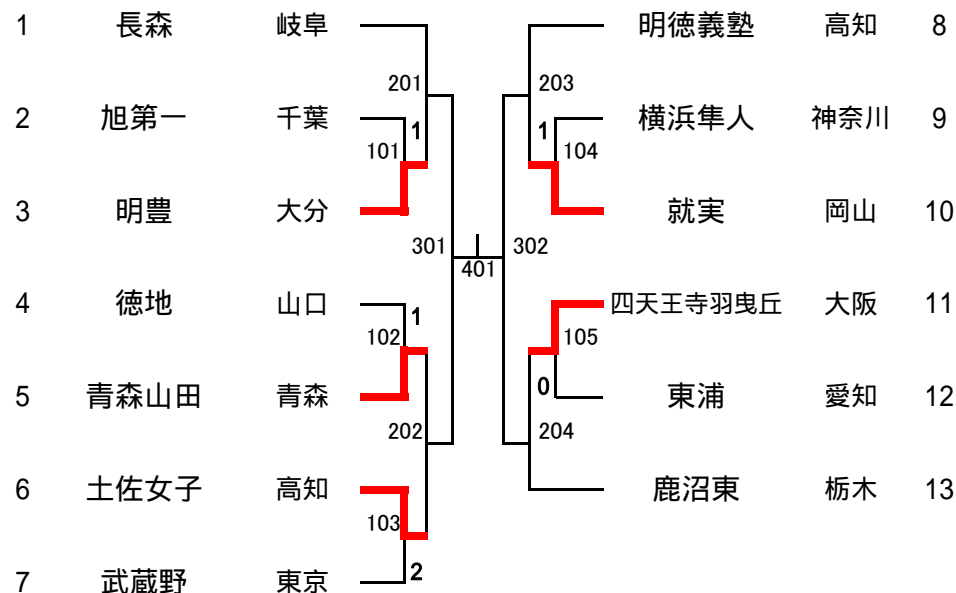 1 長森 岐阜 明徳義塾 高知 8
201 203
2 旭第一 千葉 1 1 横浜隼人 神奈川 9
101 104
3 明豊 大分 就実 岡山 10
301 302
401
4 徳地 山口 1 四天王寺羽曳丘 大阪 11
102 105
5 青森山田 青森 0 東浦 愛知 12
202 204
6 土佐女子 高知 鹿沼東 栃木 13
103
7 武蔵野 東京 2